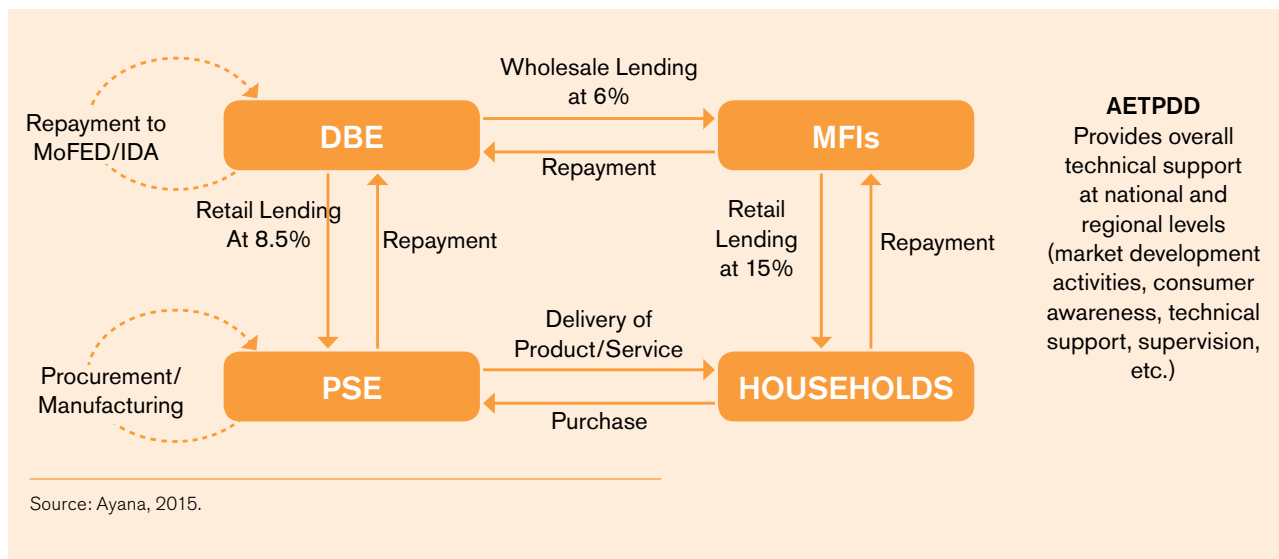 Wholesale Lending
at 6%
Repayment to
MoFED/IDA
DBE
MFIs
Repayment
Retail Lending
At 8.5%
Repayment
Retail
Lending
at 15%
Repayment
Delivery of
Product/Service
Procurement/
Manufacturing
PSE
HOUSEHOLDS
Purchase
AETPDD
Provides overall
technical support
at national and
regional levels
(market development
activities, consumer
awareness, technical
support, supervision,
etc.)
Source: Ayana, 2015.